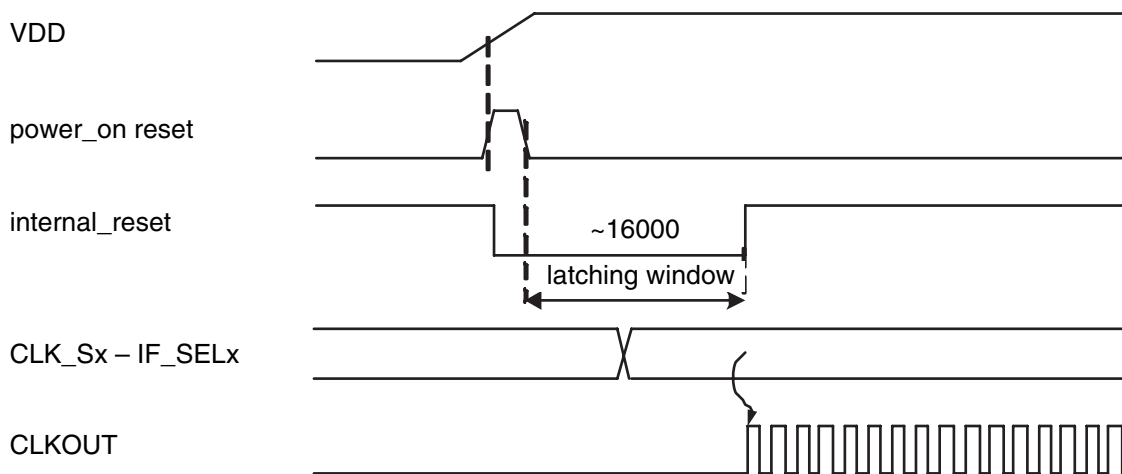 VDD
power_on reset
internal_reset
~16000
latching window
CLK_Sx – IF_SELx
CLKOUT